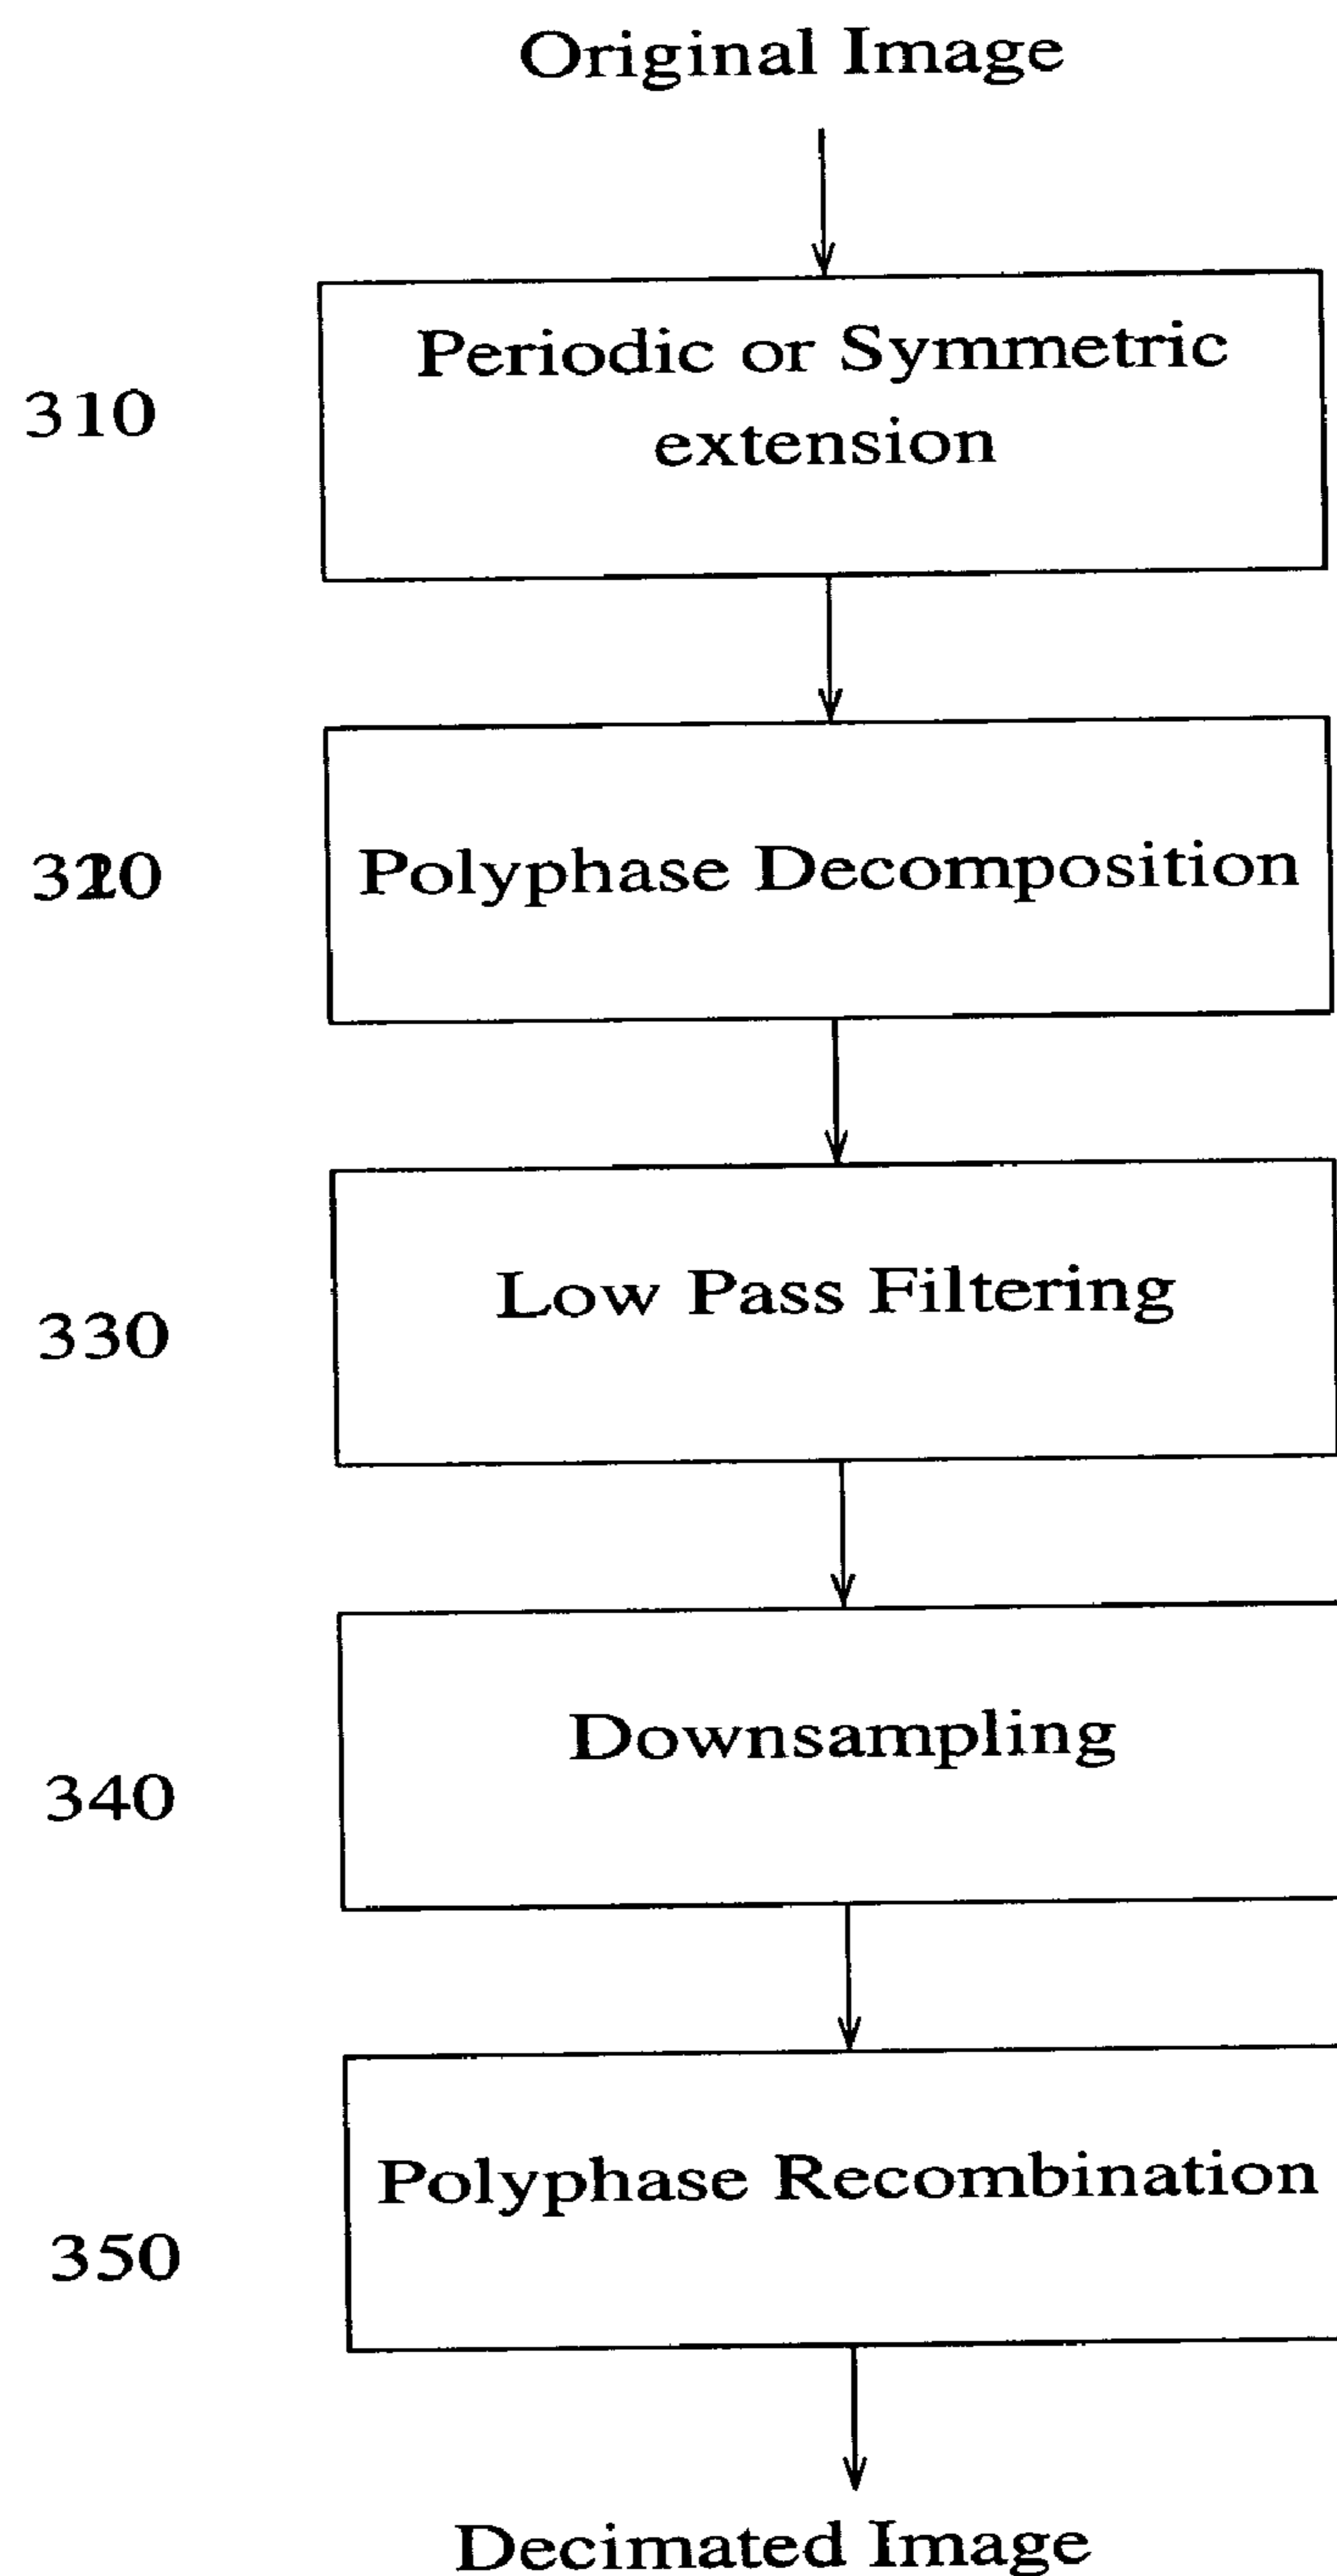 Original Image
Periodic or Symmetric
310
extension
320 Polyphase Decomposition
Low Pass Filtering
330
Downsampling
340
Polyphase Recombination
350
Decimated Image